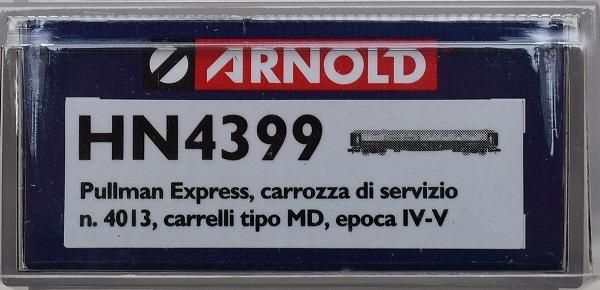 ARNOLD
HN4399
Pullman Express, carrozza di servizio
n. 4013, carrelli tipo MD, epoca IV-V